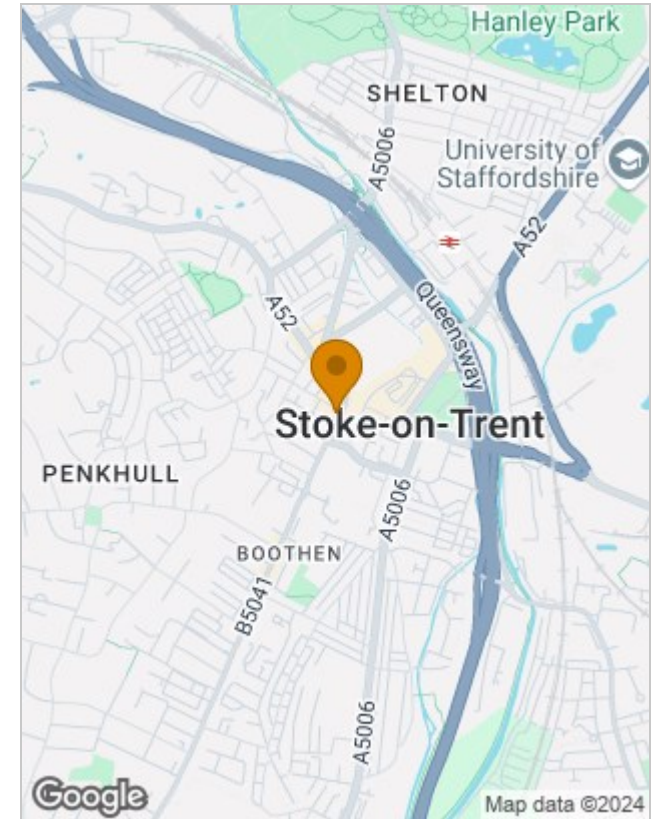 Hanley Park
SHELTON
A5006
University of
Staffordshire
A52
Queensway
A52
Stoke-on-Trent
PENKHULL
A5006
BOOTHEN
B5041
A5006
Google
Map data ©2024